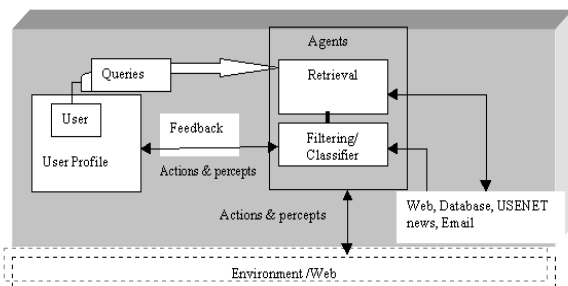 Agents
Queries
Retrieval
User
Feedback
Filtering/
Classifier
User Profile
Actions & percepts
Actions & percepts
Web, Database, USENET
news, Email
Environment /Web